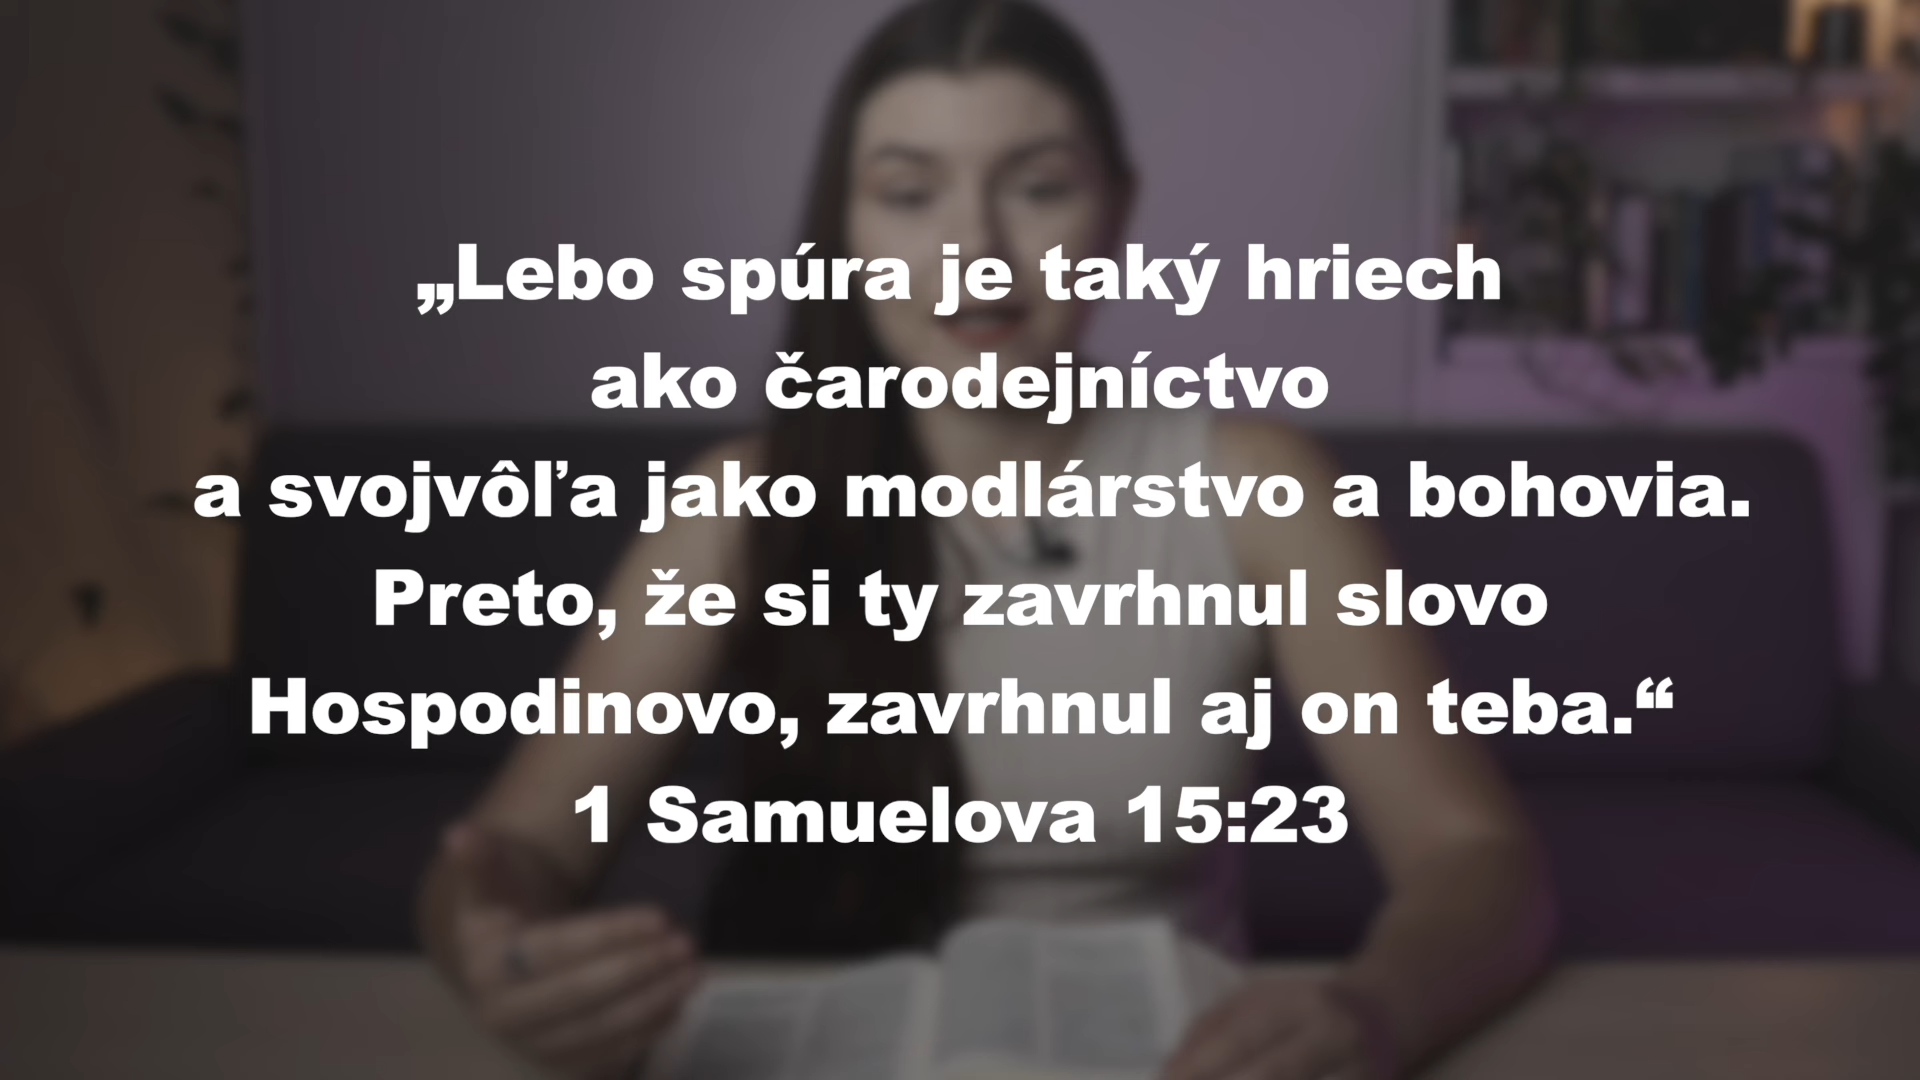 „Lebo spúra je taký hriech
ako čarodejníctvo
a svojvôľa jako modlárstvo a bohovia.
Preto, že si ty zavrhnul slovo
Hospodinovo, zavrhnul aj on teba.“
1 Samuelova 15:23